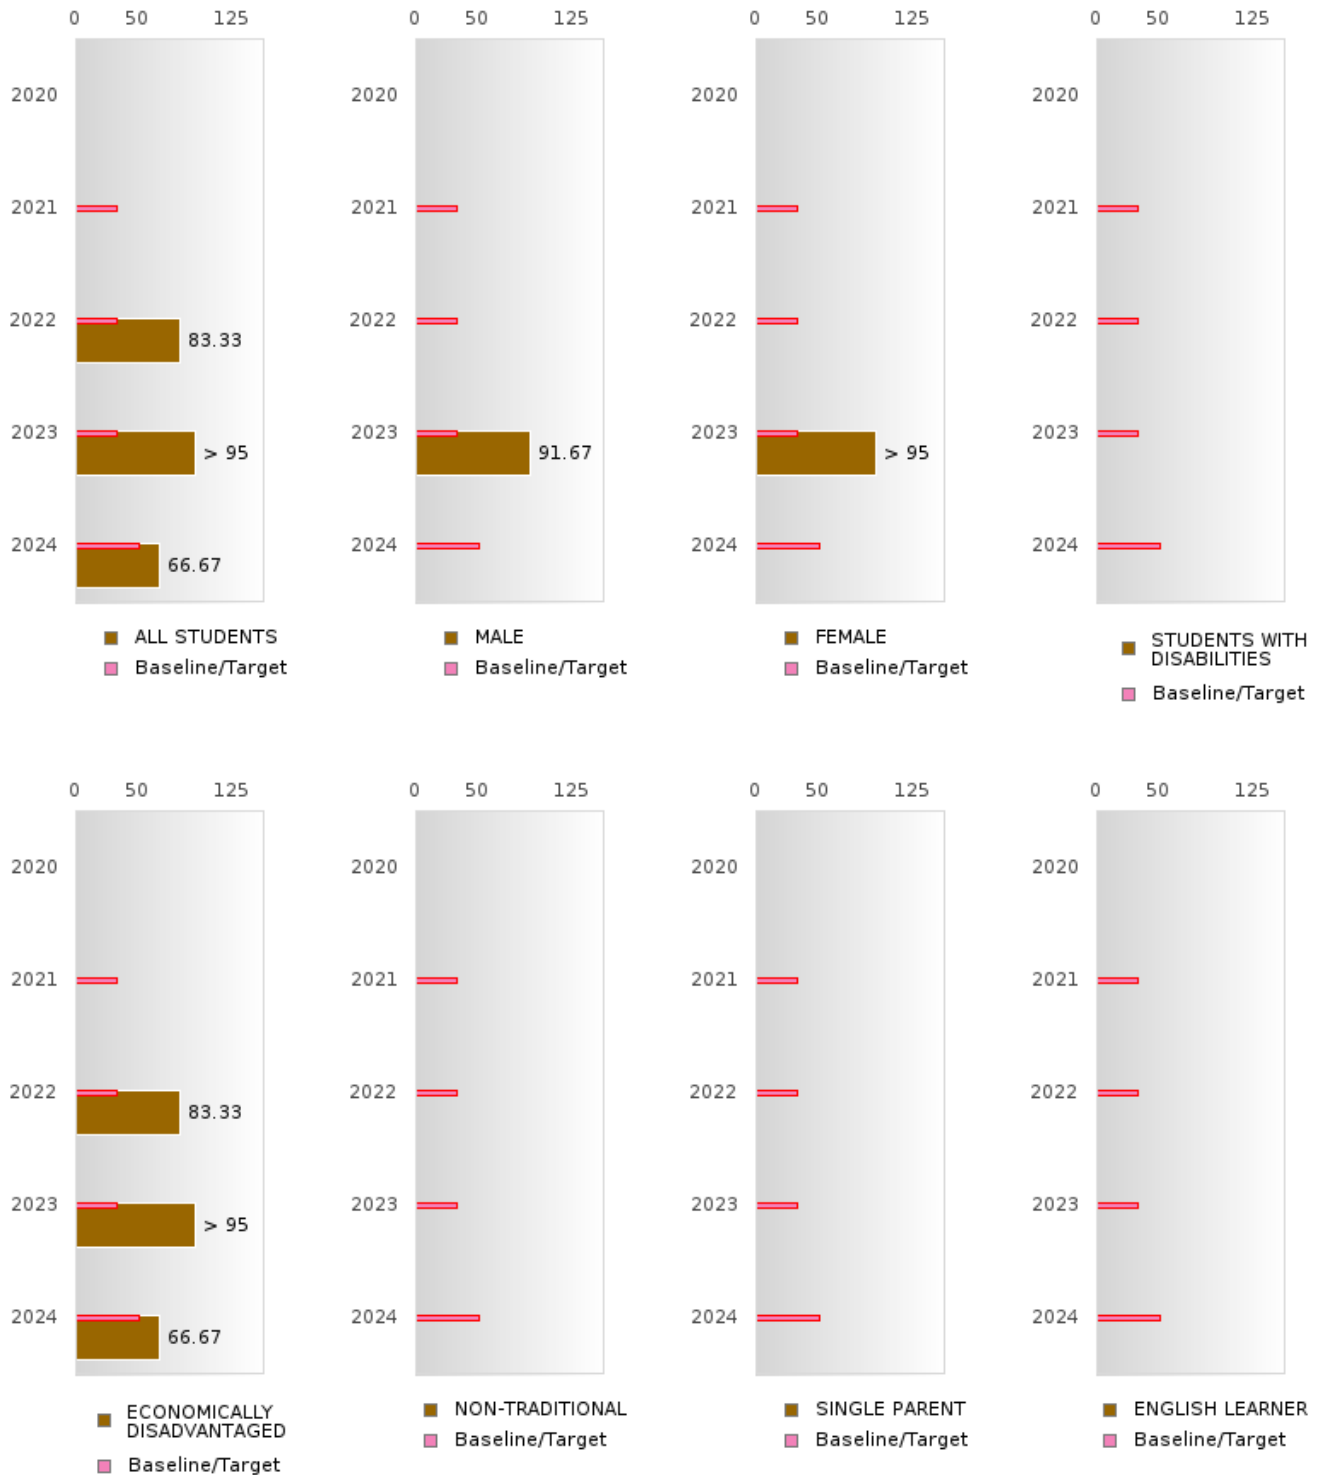 0 50 125 0 50 125 0 50 125 0 50 125
2020 2020 2020 2020
2021 2021 2021 2021
2022 83.33 2022 2022 2022
2023 > 95 2023 91.67 2023 > 95 2023
2024 66.67 2024 2024 2024
ALL STUDENTS MALE FEMALE STUDENTS WITH
DISABILITIES
Baseline/Target Baseline/Target Baseline/Target Baseline/Target
0 50 125 0 50 125 0 50 125 0 50 125
2020 2020 2020 2020
2021 2021 2021 2021
2022 83.33 2022 2022 2022
2023 > 95 2023 2023 2023
2024 66.67 2024 2024 2024
ECONOMICALLY NON-TRADITIONAL SINGLE PARENT ENGLISH LEARNER
DISADVANTAGED
Baseline/Target Baseline/Target Baseline/Target Baseline/Target